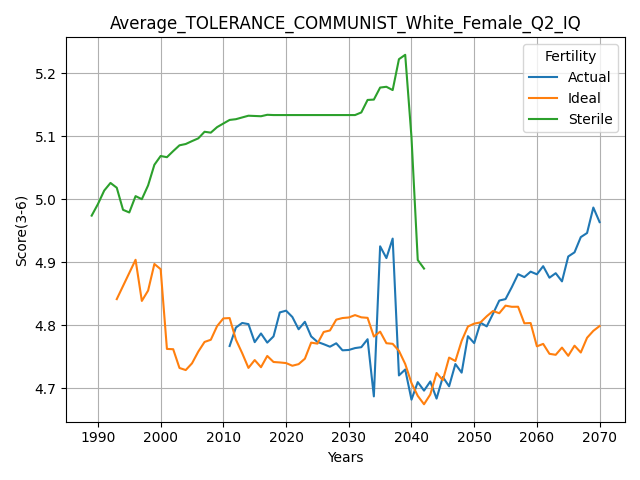 Average_TOLERANCE_COMMUNIST_White_Female_Q2_IQ
Fertility
Actual
Ideal
Sterile
Score(3-6)
5.2
5.1
5.0
4.9
4.8
4.7
1990 2000 2010 2020 2030 2040 2050 2060 2070
Years